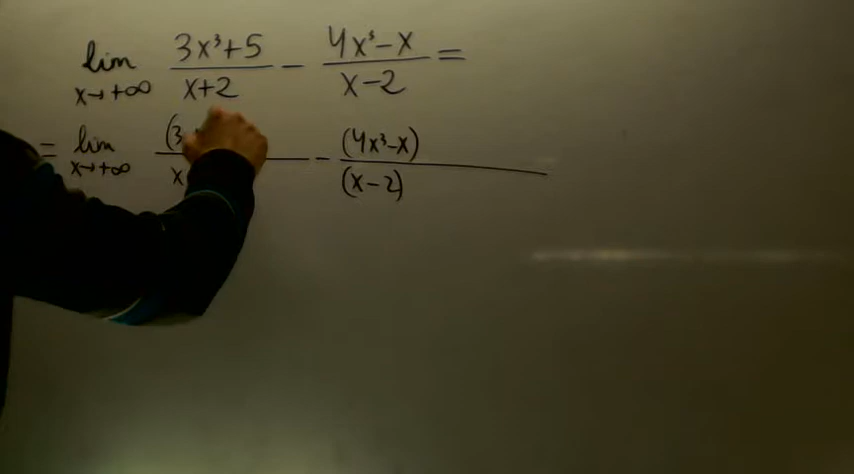 lim x→+∞ (3x³+5)/(x+2) − (4x³−x)/(x−2) =
= lim x→+∞ (3 / x − (4x³−x)/(x−2)